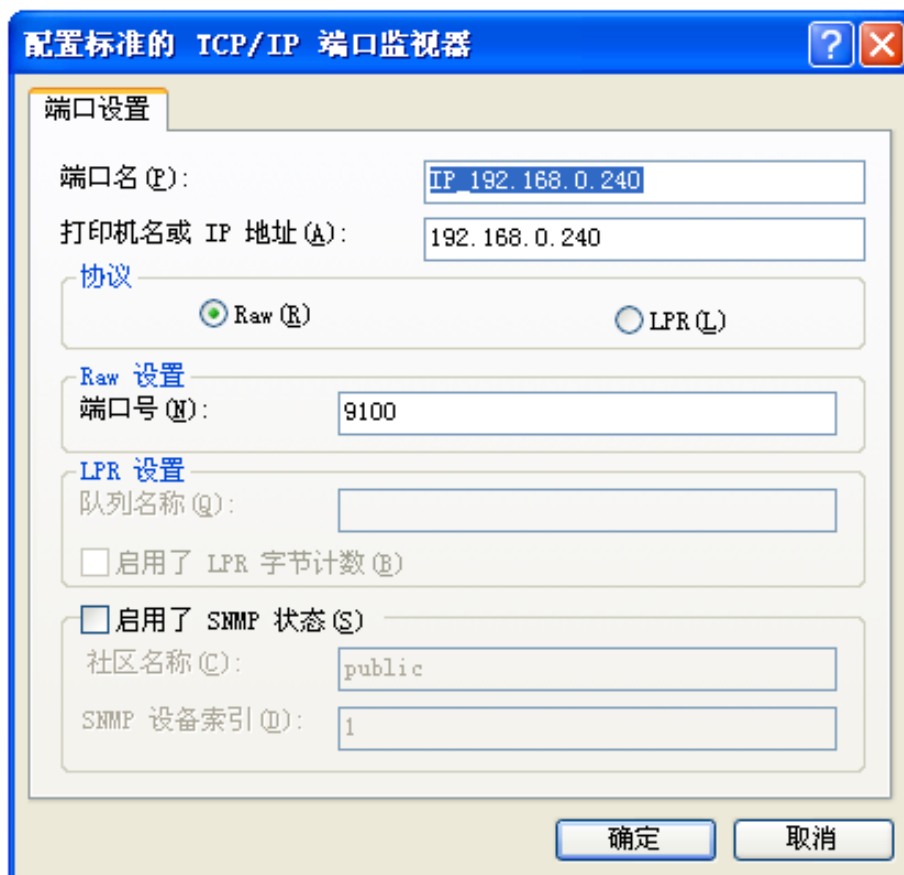 配置标准的 TCP/IP 端口监视器
端口设置
端口名(P): IP_192.168.0.240
打印机名或 IP 地址(A): 192.168.0.240
协议
Raw(R) LPR(L)
Raw 设置
端口号(N): 9100
LPR 设置
队列名称(Q):
启用了 LPR 字节计数(B)
启用了 SNMP 状态(S)
社区名称(C): public
SNMP 设备索引(D): 1
确定 取消